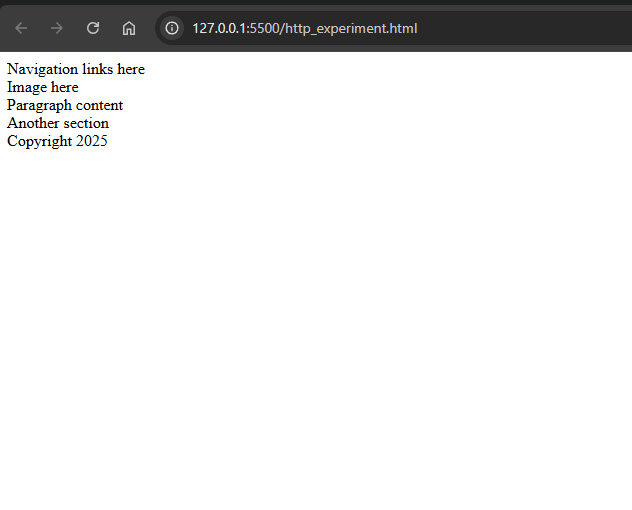 127.0.0.1:5500/http_experiment.html
Navigation links here
Image here
Paragraph content
Another section
Copyright 2025